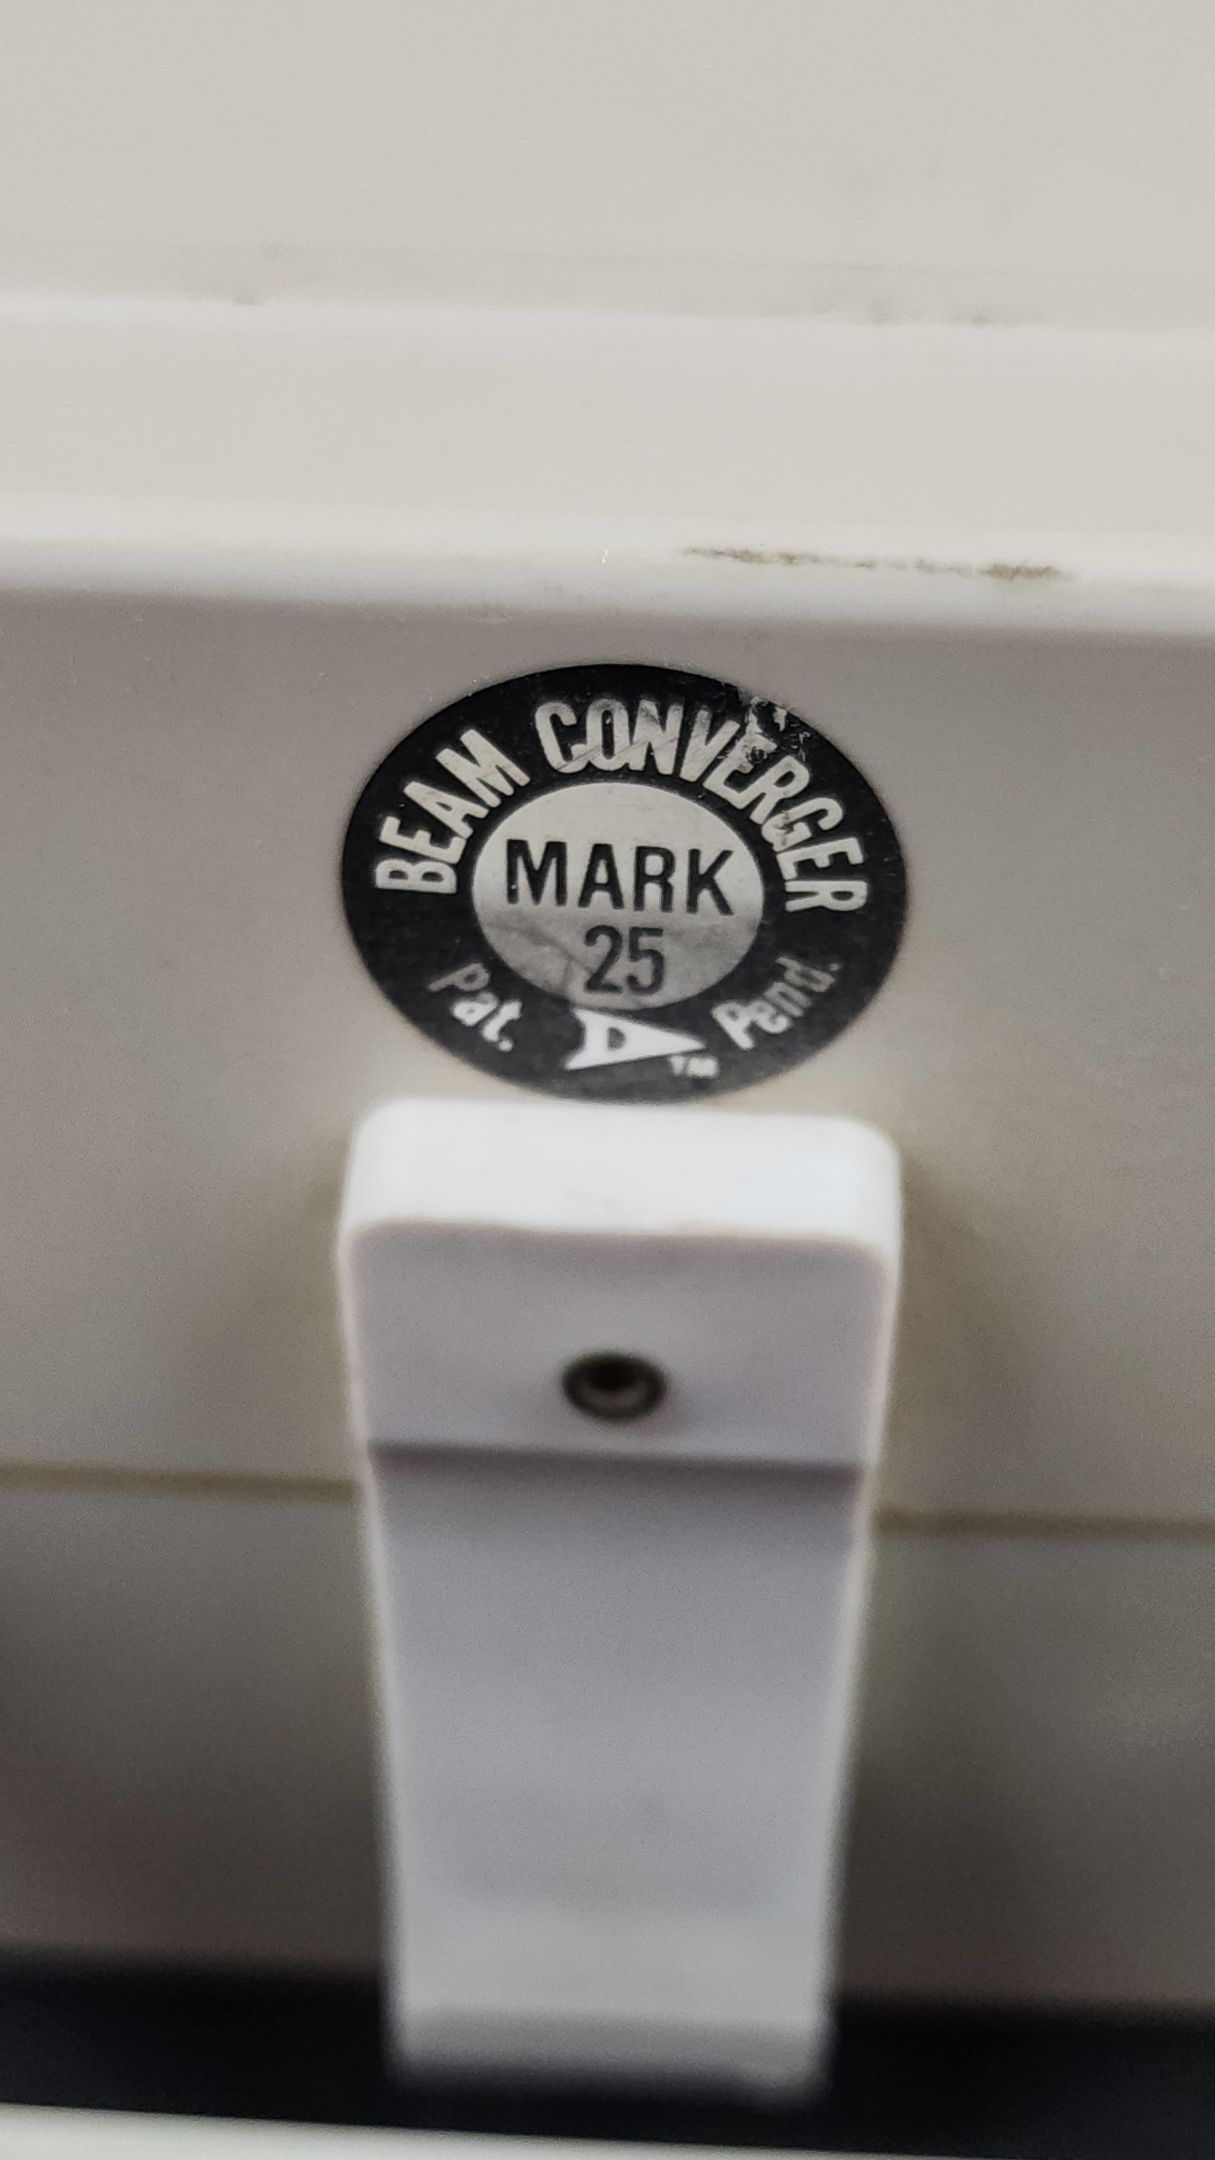 BEAM CONVERGER
MARK
25
Pat. Pend.
TM